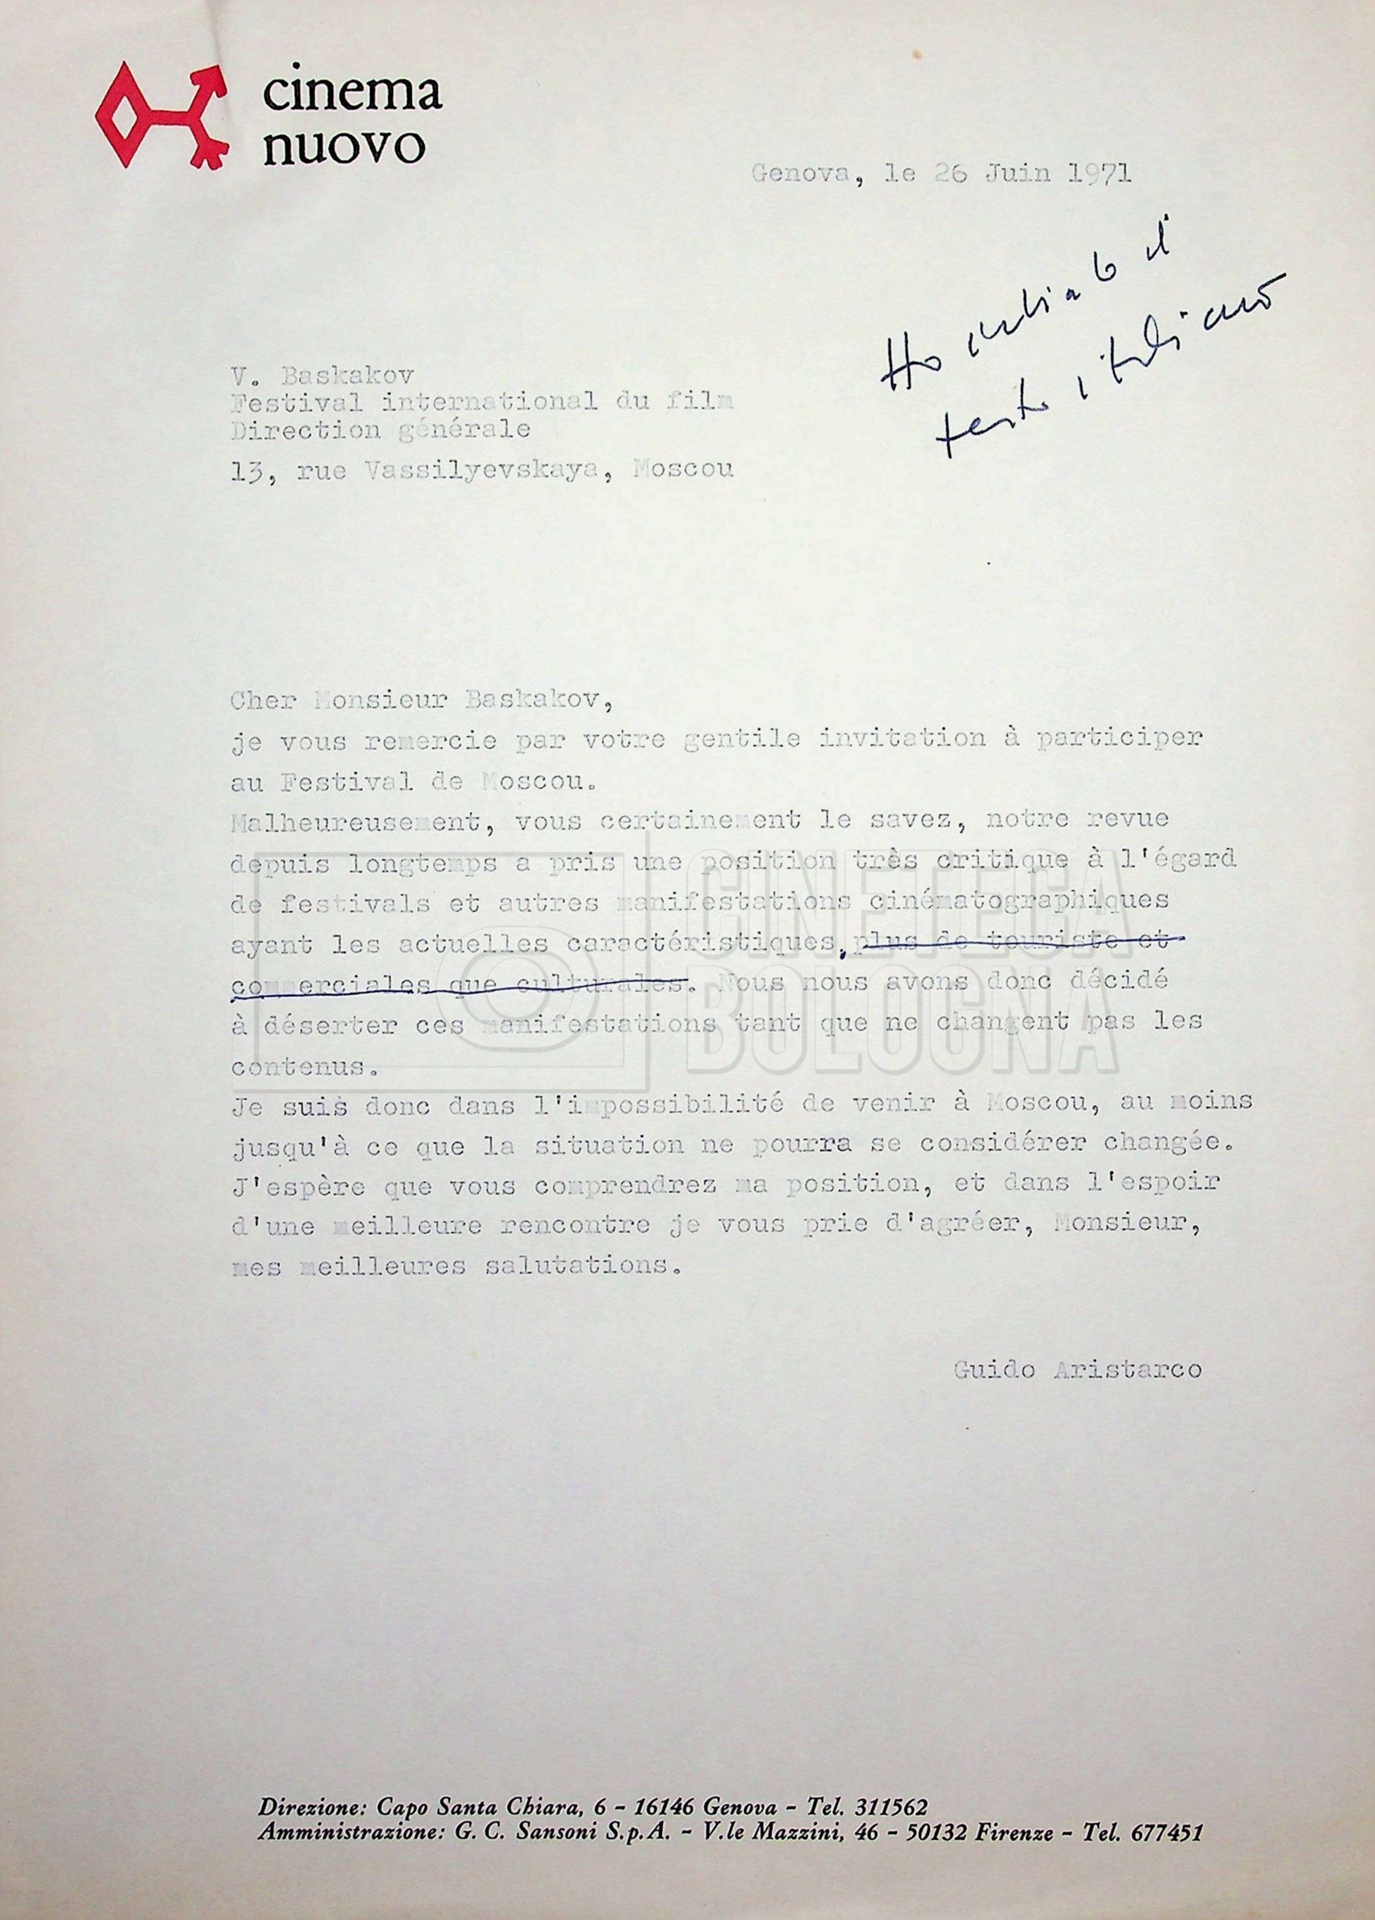 cinema
nuovo
Genova, le 26 Juin 1971
Ho inviato il
testo italiano
V. Baskakov
Festival international du film
Direction générale
13, rue Vassilyevskaya, Moscou
Cher Monsieur Baskakov,
je vous remercie par votre gentile invitation à participer
au Festival de Moscou.
Malheureusement, vous certainement le savez, notre revue
depuis longtemps a pris une position très critique à l'égard
de festivals et autres manifestations cinématographiques
ayant les actuelles caractéristiques, plus de touriste et
commerciales que culturales. Nous nous avons donc décidé
à déserter ces manifestations tant que ne changent pas les
contenus.
Je suis donc dans l'impossibilité de venir à Moscou, au moins
jusqu'à ce que la situation ne pourra se considérer changée.
J'espère que vous comprendrez ma position, et dans l'espoir
d'une meilleure rencontre je vous prie d'agréer, Monsieur,
mes meilleures salutations.
Guido Aristarco
CINETECA
BOLOGNA
Direzione: Capo Santa Chiara, 6 - 16146 Genova - Tel. 311562
Amministrazione: G. C. Sansoni S.p.A. - V.le Mazzini, 46 - 50132 Firenze - Tel. 677451